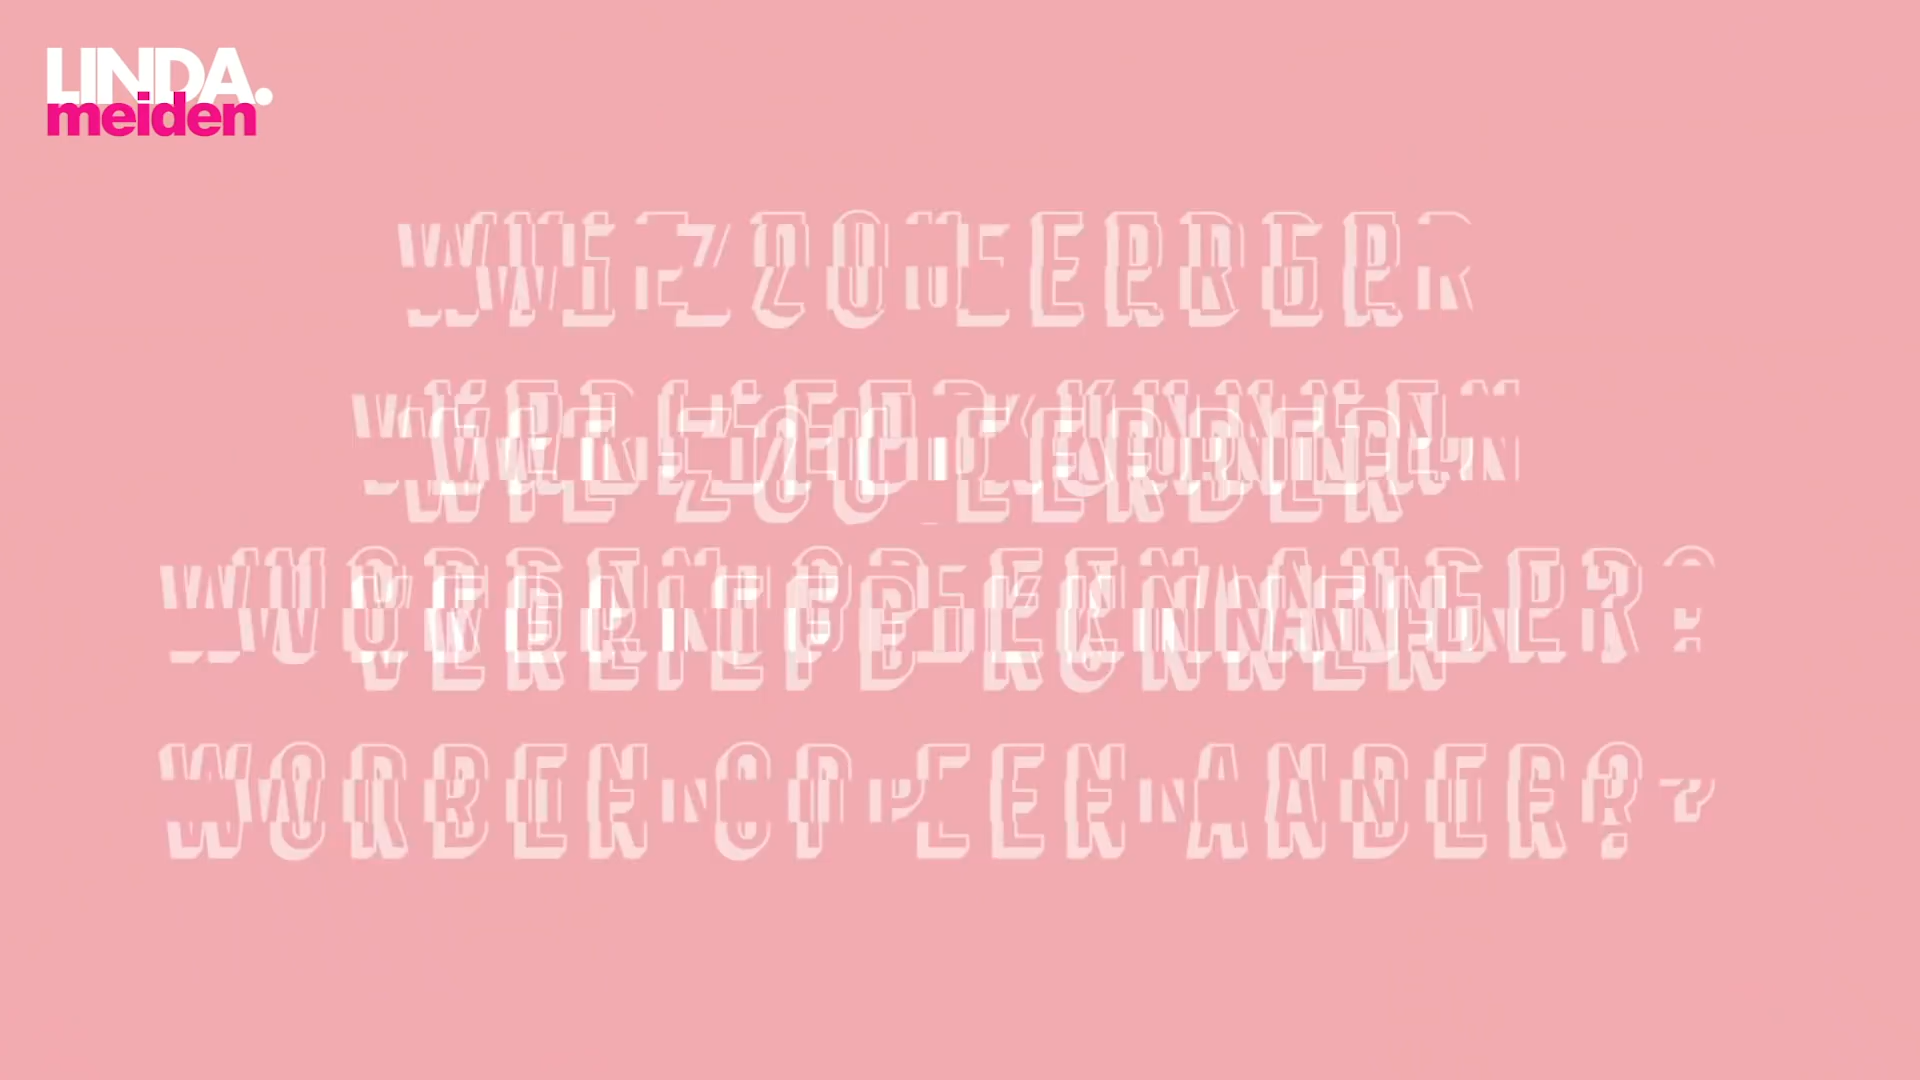 LINDA.
meiden
WIE ZOU EERDER
VERLIEFD KUNNEN
WORDEN OP EEN ANDER?